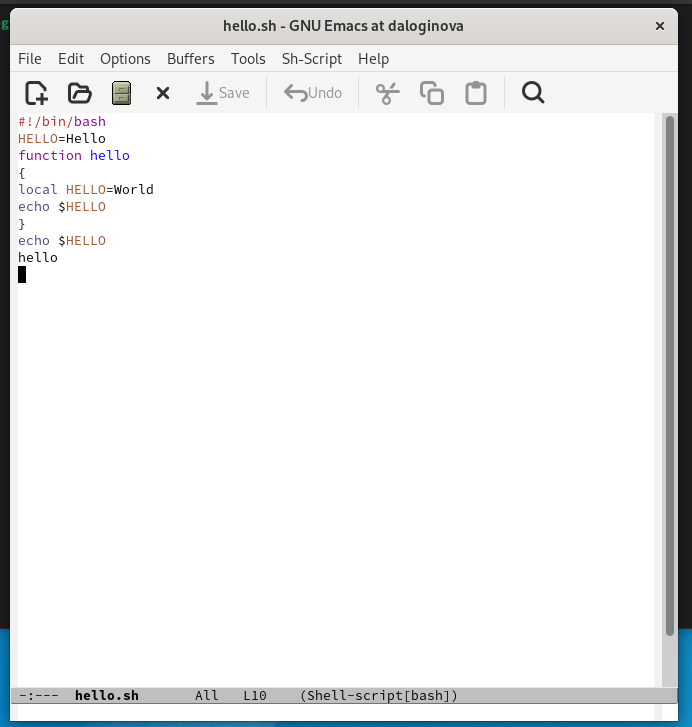 g
hello.sh - GNU Emacs at daloginova
File Edit Options Buffers Tools Sh-Script Help
Save Undo
#!/bin/bash
HELLO=Hello
function hello
{
local HELLO=World
echo $HELLO
}
echo $HELLO
hello
-:--- hello.sh All L10 (Shell-script[bash])